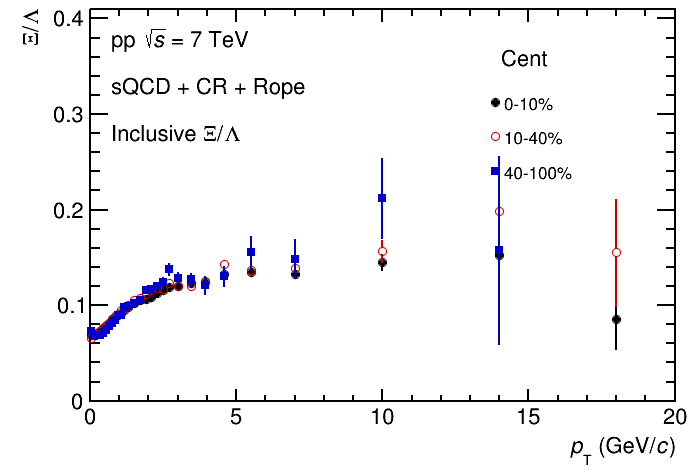 Ξ/Λ
0.4
0.3
0.2
0.1
0
pp √s = 7 TeV
sQCD + CR + Rope
Inclusive Ξ/Λ
Cent
0-10%
10-40%
40-100%
0 5 10 15 20
p_T (GeV/c)